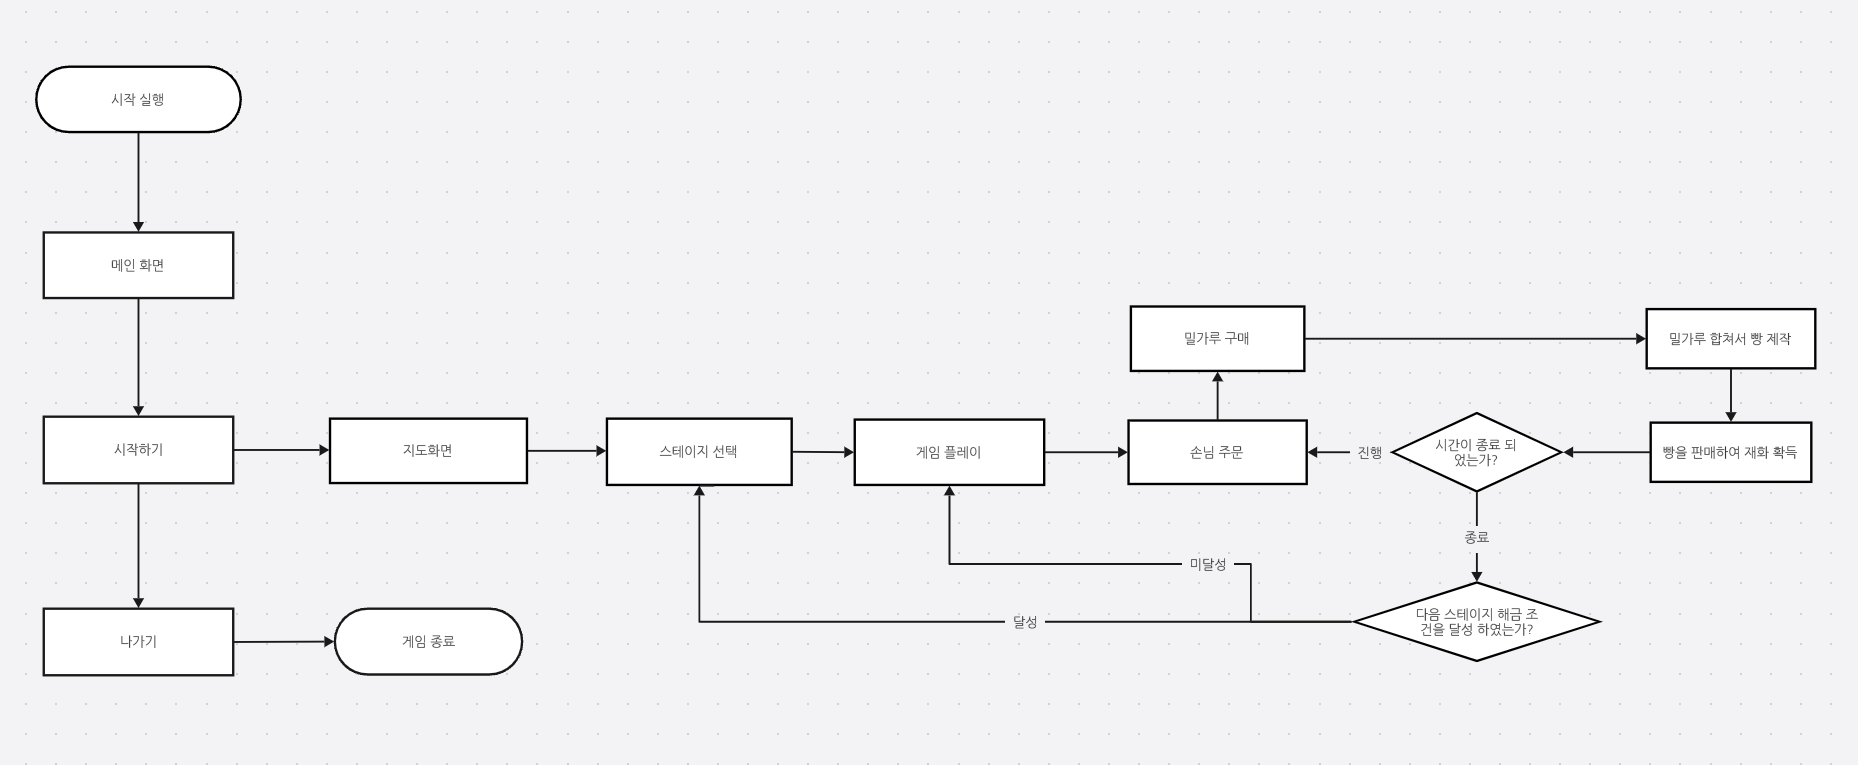 시작 실행
메인 화면
밀가루 구매
밀가루 합쳐서 빵 제작
시작하기
지도화면
스테이지 선택
게임 플레이
손님 주문
진행
시간이 종료 되
었는가?
빵을 판매하여 재화 확득
종료
미달성
다음 스테이지 해금 조
건을 달성 하였는가?
달성
나가기
게임 종료